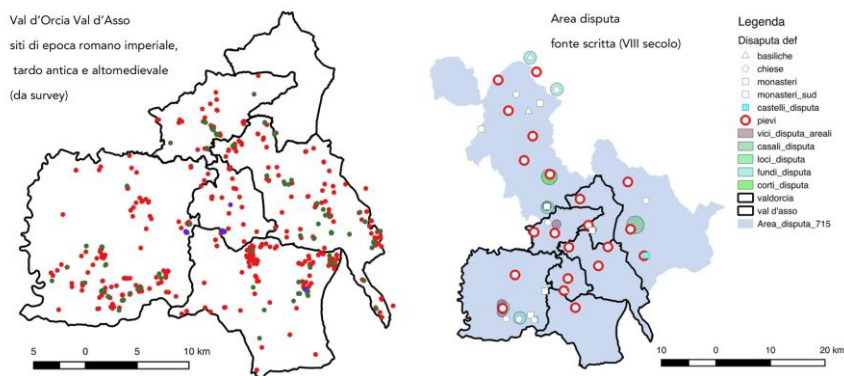 Val d'Orcia Val d'Asso
siti di epoca romano imperiale,
tardo antica e altomedievale
(da survey)
5 0 5 10 km
Area disputa
fonte scritta (VIII secolo)
Legenda
Disaputa def
basiliche
chiese
monasteri
monasteri_sud
castelli_disputa
pievi
vici_disputa_areali
casali_disputa
loci_disputa
fundi_disputa
corti_disputa
valdorcia
val d'asso
Area_disputa_715
10 0 10 20 km